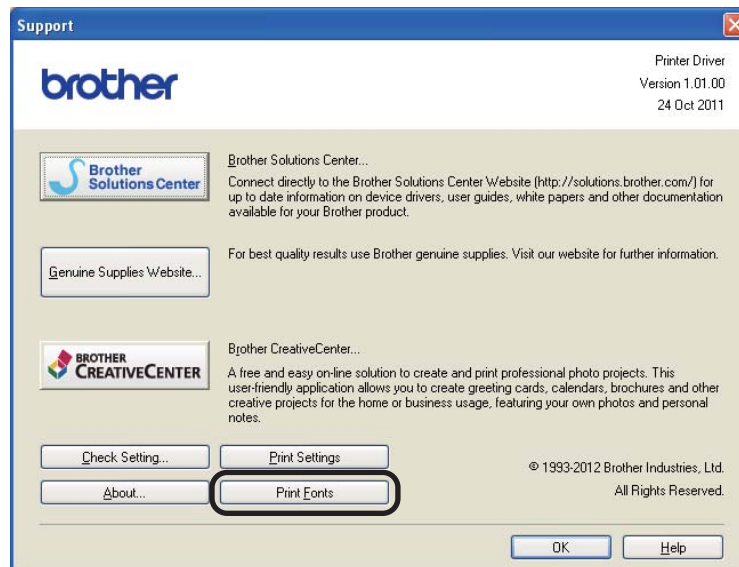 Support
brother
Printer Driver
Version 1.01.00
24 Oct 2011
Brother
Solutions Center
Brother Solutions Center...
Connect directly to the Brother Solutions Center Website (http://solutions.brother.com/) for
up to date information on device drivers, user guides, white papers and other documentation
available for your Brother product.
Genuine Supplies Website...
For best quality results use Brother genuine supplies. Visit our website for further information.
BROTHER
CREATIVECENTER
Brother CreativeCenter...
A free and easy on-line solution to create and print professional photo projects. This
user-friendly application allows you to create greeting cards, calendars, brochures and other
creative projects for the home or business usage, featuring your own photos and personal
notes.
Check Setting...
Print Settings
About...
Print Fonts
© 1993-2012 Brother Industries, Ltd.
All Rights Reserved.
OK
Help